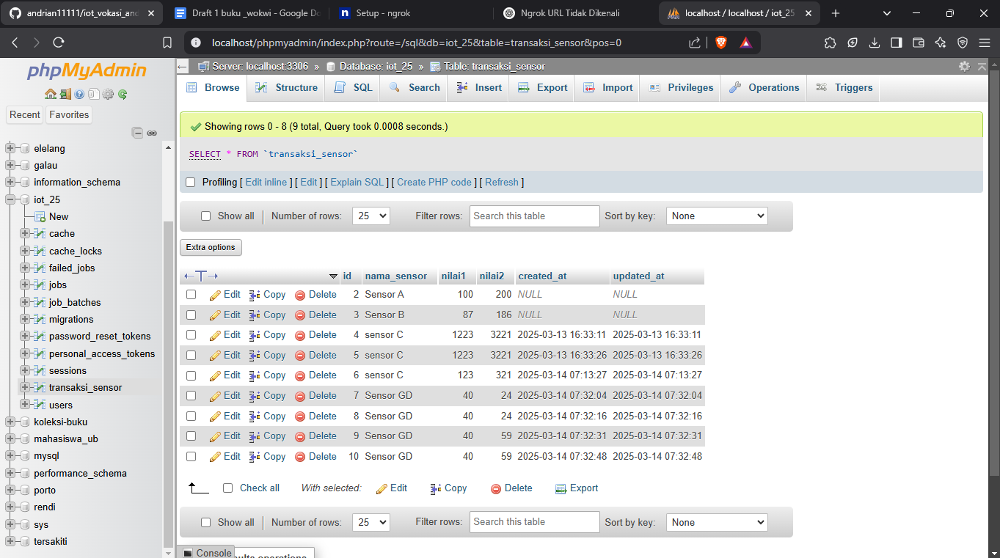 andrian11111/iot_vokasi_and
Draft 1 buku _wokwi - Google Do
Setup - ngrok
Ngrok URL Tidak Dikenali
localhost / localhost / iot_25
localhost/phpmyadmin/index.php?route=/sql&db=iot_25&table=transaksi_sensor&pos=0
phpMyAdmin
Recent Favorites
elelang
galau
information_schema
iot_25
New
cache
cache_locks
failed_jobs
jobs
job_batches
migrations
password_reset_tokens
personal_access_tokens
sessions
transaksi_sensor
users
koleksi-buku
mahasiswa_ub
mysql
performance_schema
porto
rendi
sys
tersakiti
Server: localhost:3306 » Database: iot_25 » Table: transaksi_sensor
Browse Structure SQL Search Insert Export Import Privileges Operations Triggers
Showing rows 0 - 8 (9 total, Query took 0.0008 seconds.)
SELECT * FROM `transaksi_sensor`
Profiling [ Edit inline ] [ Edit ] [ Explain SQL ] [ Create PHP code ] [ Refresh ]
Show all Number of rows: 25 Filter rows: Search this table Sort by key: None
Extra options
←T→ id nama_sensor nilai1 nilai2 created_at updated_at
Edit Copy Delete 2 Sensor A 100 200 NULL NULL
Edit Copy Delete 3 Sensor B 87 186 NULL NULL
Edit Copy Delete 4 sensor C 1223 3221 2025-03-13 16:33:11 2025-03-13 16:33:11
Edit Copy Delete 5 sensor C 1223 3221 2025-03-13 16:33:26 2025-03-13 16:33:26
Edit Copy Delete 6 sensor C 123 321 2025-03-14 07:13:27 2025-03-14 07:13:27
Edit Copy Delete 7 Sensor GD 40 24 2025-03-14 07:32:04 2025-03-14 07:32:04
Edit Copy Delete 8 Sensor GD 40 24 2025-03-14 07:32:16 2025-03-14 07:32:16
Edit Copy Delete 9 Sensor GD 40 59 2025-03-14 07:32:31 2025-03-14 07:32:31
Edit Copy Delete 10 Sensor GD 40 59 2025-03-14 07:32:48 2025-03-14 07:32:48
Check all With selected: Edit Copy Delete Export
Show all Number of rows: 25 Filter rows: Search this table Sort by key: None
Console
operations